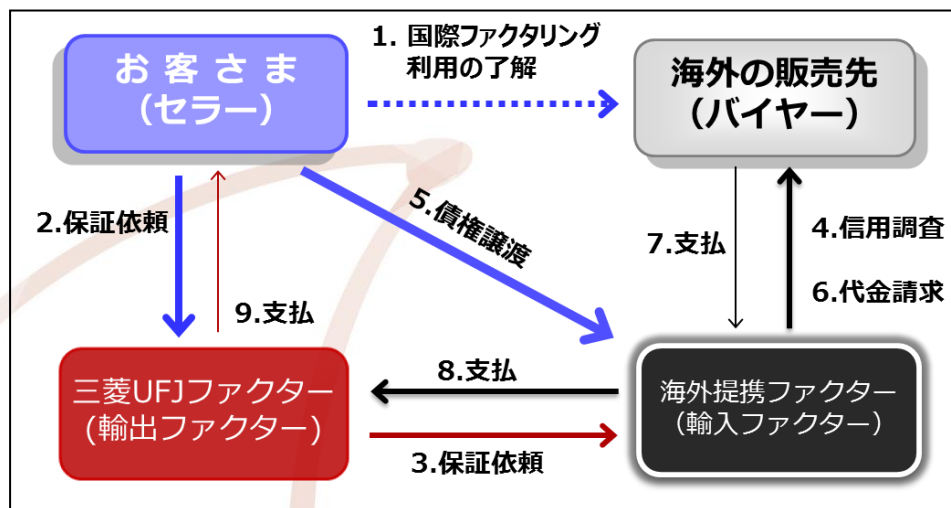 1. 国際ファクタリング
利用の了解
お 客 さ ま
（セラー）
海外の販売先
（バイヤー）
2.保証依頼
5.債権譲渡
7.支払
4.信用調査
6.代金請求
9.支払
三菱UFJファクター
(輸出ファクター)
8.支払
3.保証依頼
海外提携ファクター
（輸入ファクター）